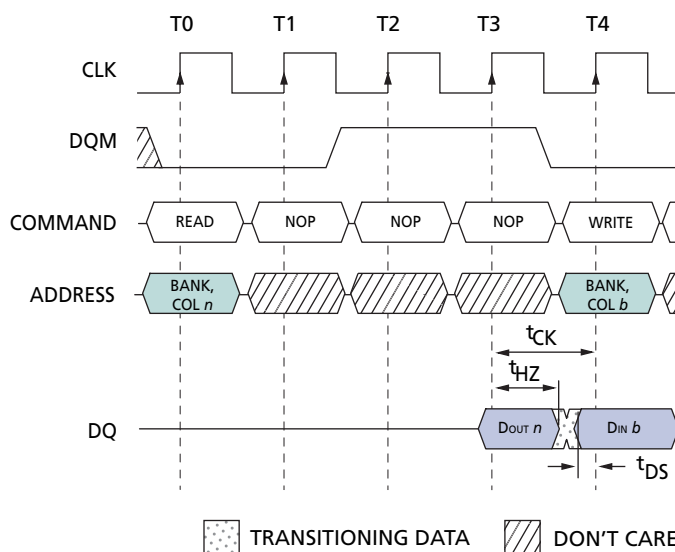 T0 T1 T2 T3 T4
CLK
DQM
COMMAND READ NOP NOP NOP WRITE
ADDRESS BANK, COL n BANK, COL b
tCK
tHZ
DQ DOUT n DIN b
tDS
TRANSITIONING DATA DON'T CARE